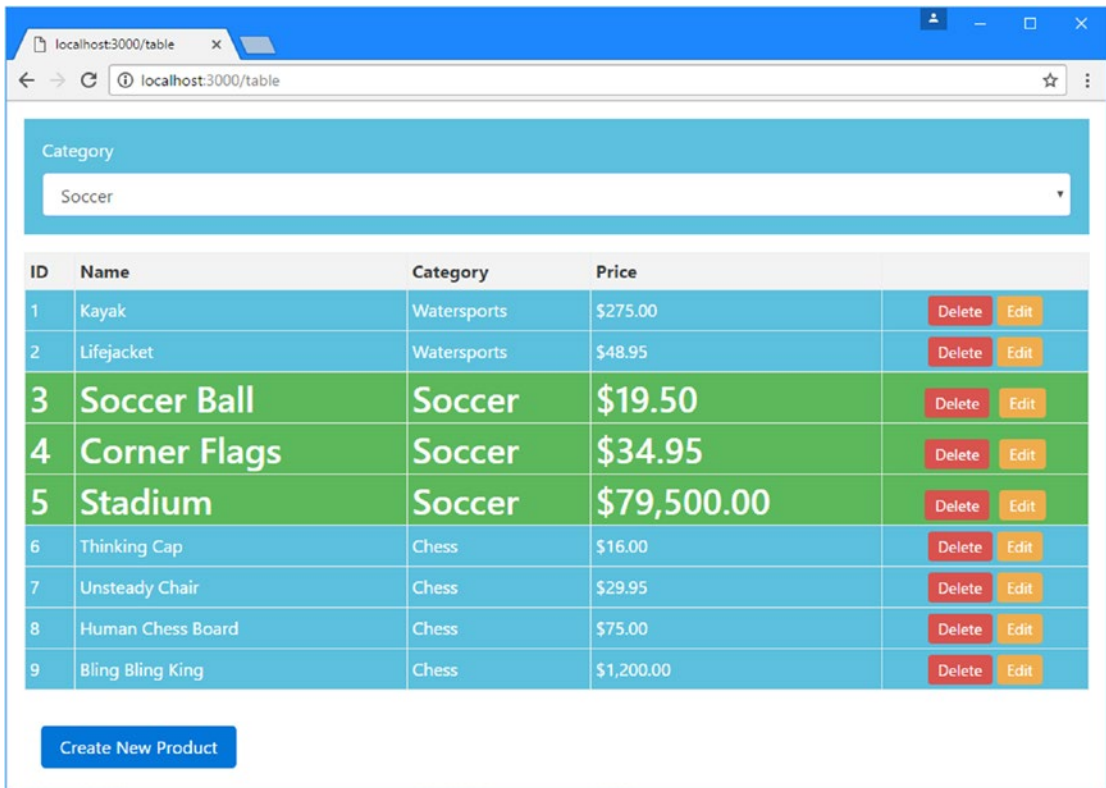 localhost:3000/table
localhost:3000/table
Category
Soccer
ID Name Category Price
1 Kayak Watersports $275.00 Delete Edit
2 Lifejacket Watersports $48.95 Delete Edit
3 Soccer Ball Soccer $19.50 Delete Edit
4 Corner Flags Soccer $34.95 Delete Edit
5 Stadium Soccer $79,500.00 Delete Edit
6 Thinking Cap Chess $16.00 Delete Edit
7 Unsteady Chair Chess $29.95 Delete Edit
8 Human Chess Board Chess $75.00 Delete Edit
9 Bling Bling King Chess $1,200.00 Delete Edit
Create New Product